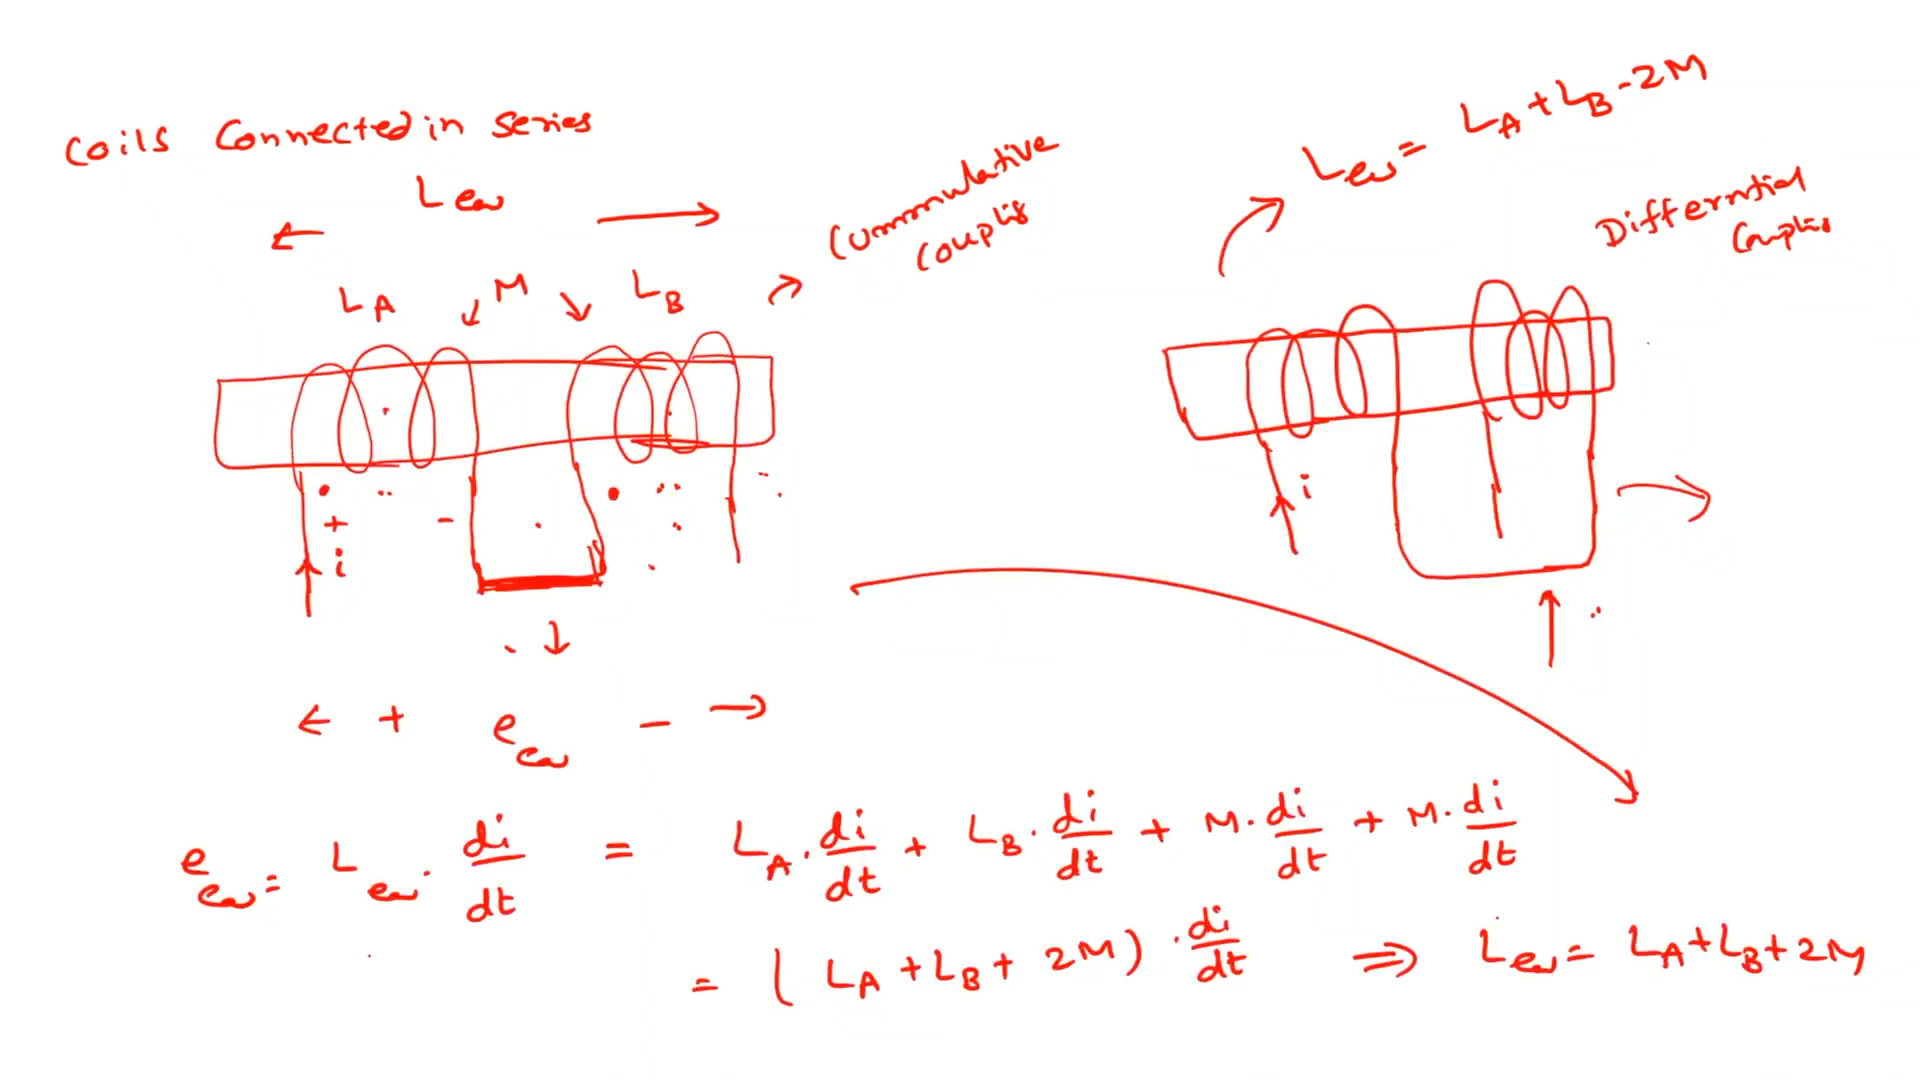 Coils Connected in series
Leq
LA M LB
Cummulative
Coupling
Leq = LA + LB - 2M
Differntial
Coupling
+ - i
i
+ eeq -
eeq = Leq . di/dt = LA . di/dt + LB . di/dt + M . di/dt + M . di/dt
= ( LA + LB + 2M ) . di/dt ⇒ Leq = LA + LB + 2M